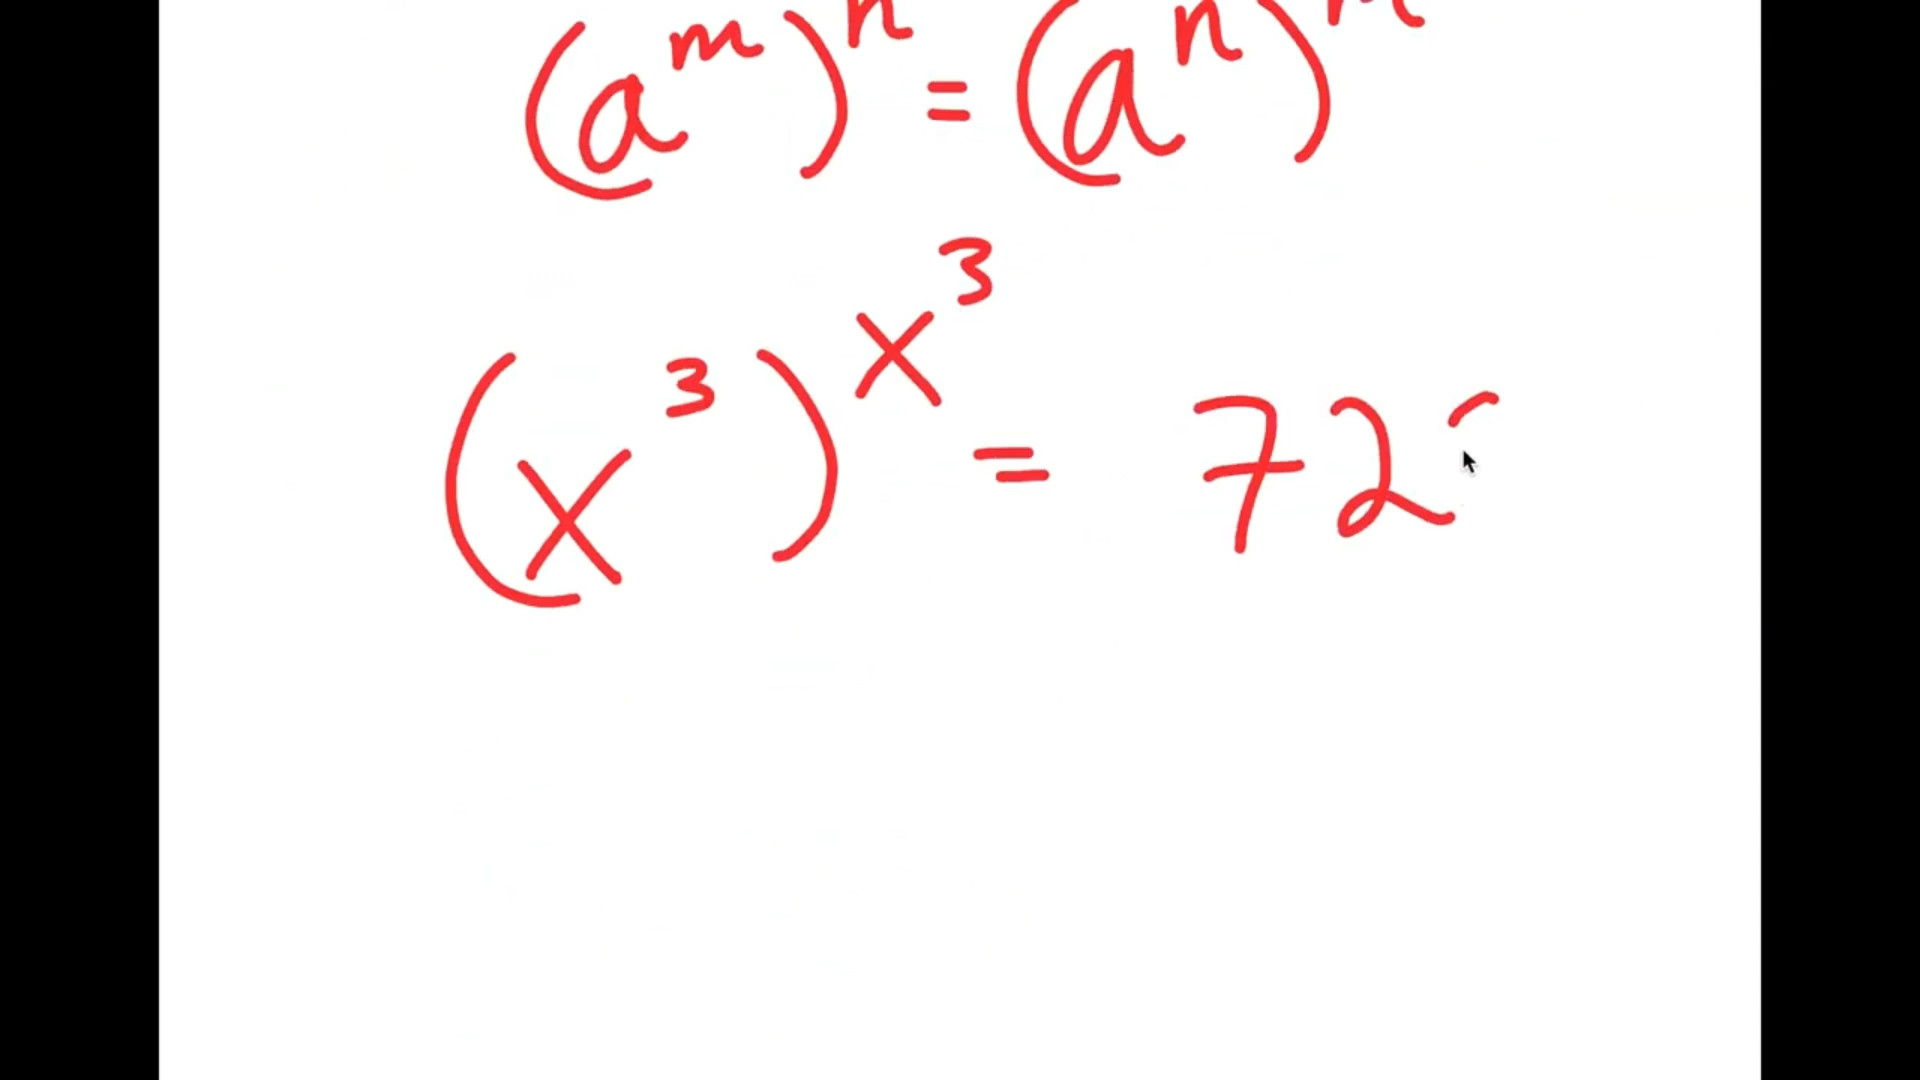 (a^m)^n = (a^n)^m
(x^3)^x^3 = 72